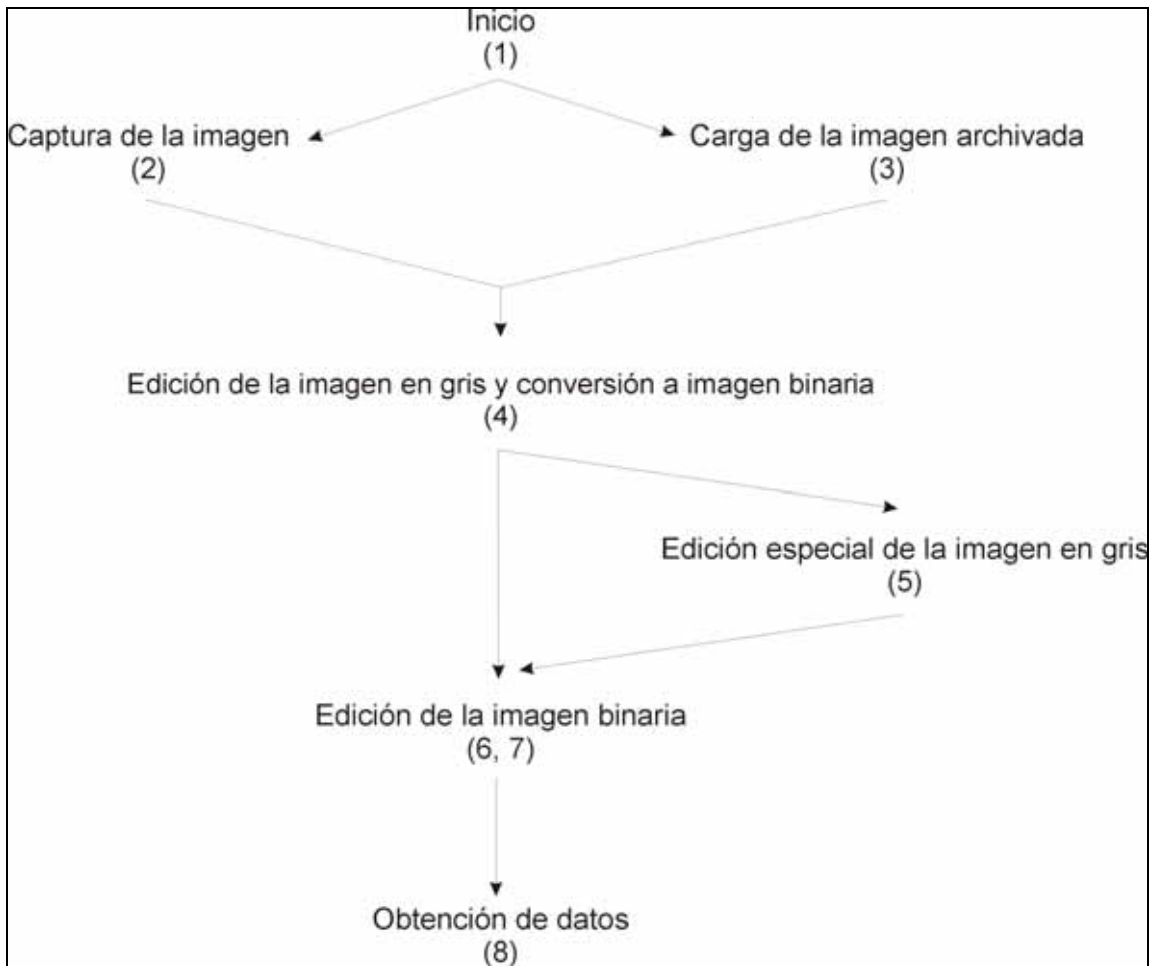 Inicio
(1)
Captura de la imagen
(2)
Carga de la imagen archivada
(3)
Edición de la imagen en gris y conversión a imagen binaria
(4)
Edición especial de la imagen en gris
(5)
Edición de la imagen binaria
(6, 7)
Obtención de datos
(8)